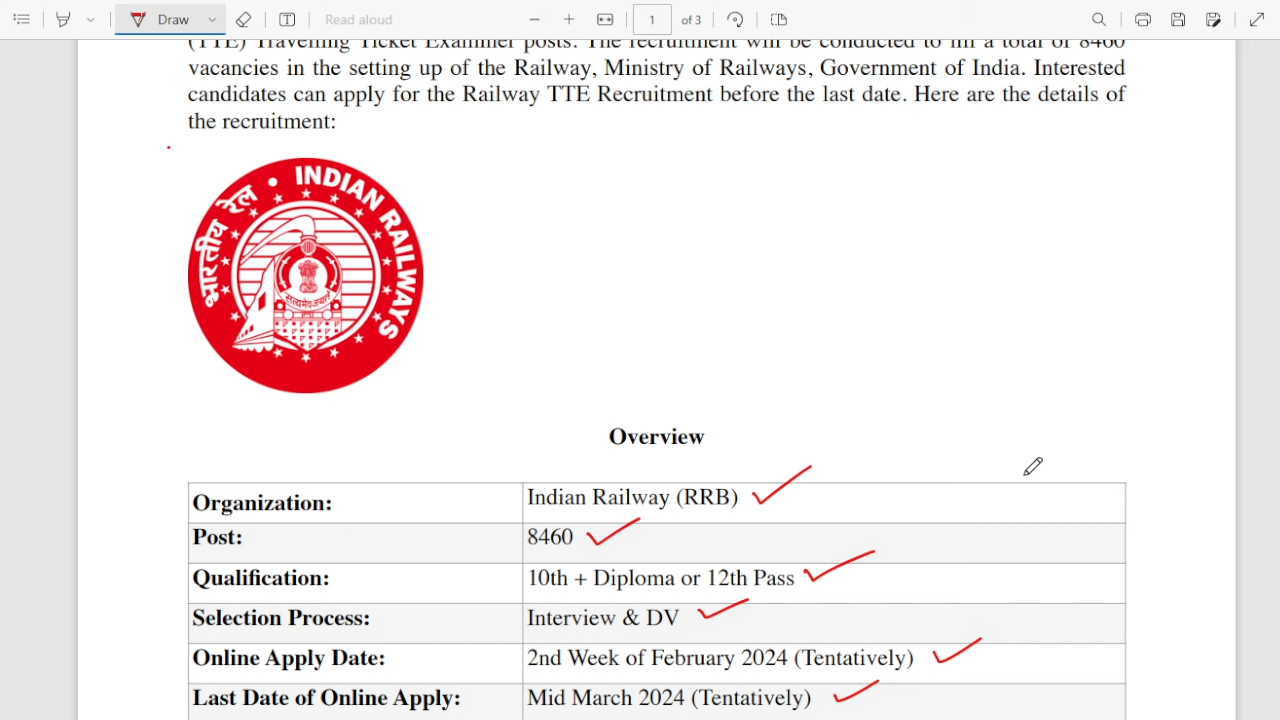 Draw
Read aloud
1 of 3
(TTE) Travelling Ticket Examiner posts. The recruitment will be conducted to fill a total of 8460
vacancies in the setting up of the Railway, Ministry of Railways, Government of India. Interested
candidates can apply for the Railway TTE Recruitment before the last date. Here are the details of
the recruitment:
भारतीय रेल • INDIAN RAILWAYS
सत्यमेव जयते
Overview
Organization: Indian Railway (RRB)
Post: 8460
Qualification: 10th + Diploma or 12th Pass
Selection Process: Interview & DV
Online Apply Date: 2nd Week of February 2024 (Tentatively)
Last Date of Online Apply: Mid March 2024 (Tentatively)